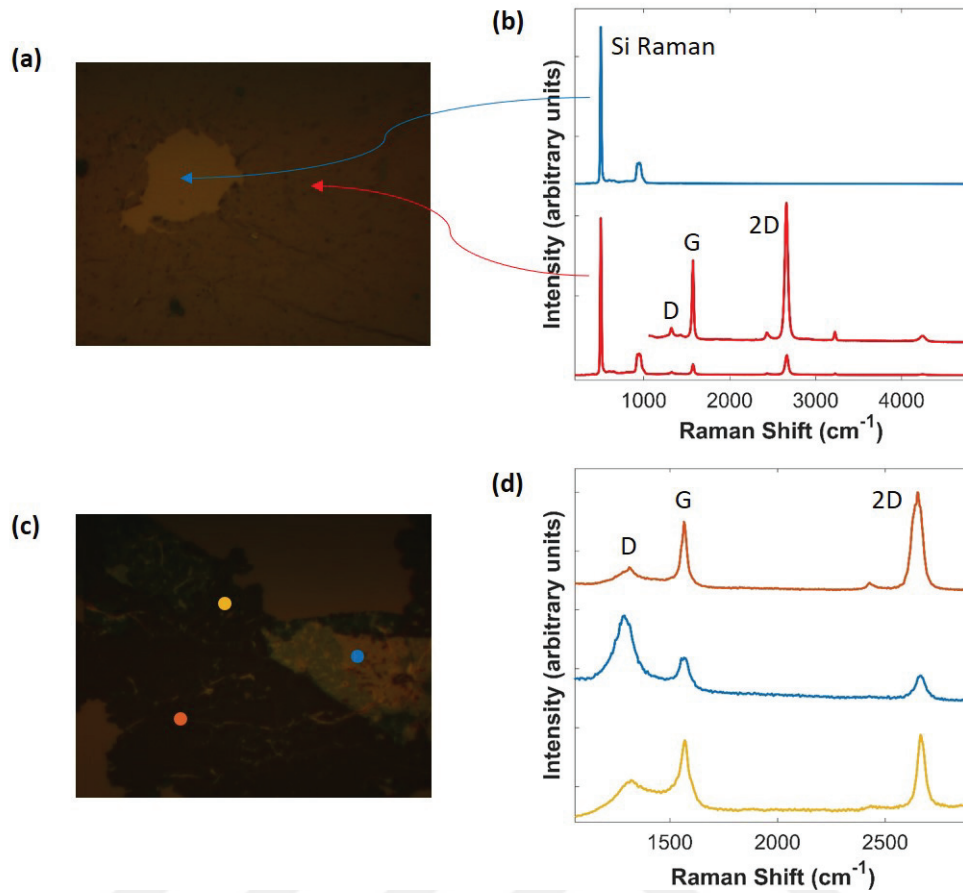 (a)
(b)
Si Raman
D
G
2D
Intensity (arbitrary units)
1000
2000
3000
4000
Raman Shift (cm⁻¹)
(c)
(d)
D
G
2D
Intensity (arbitrary units)
1500
2000
2500
Raman Shift (cm⁻¹)